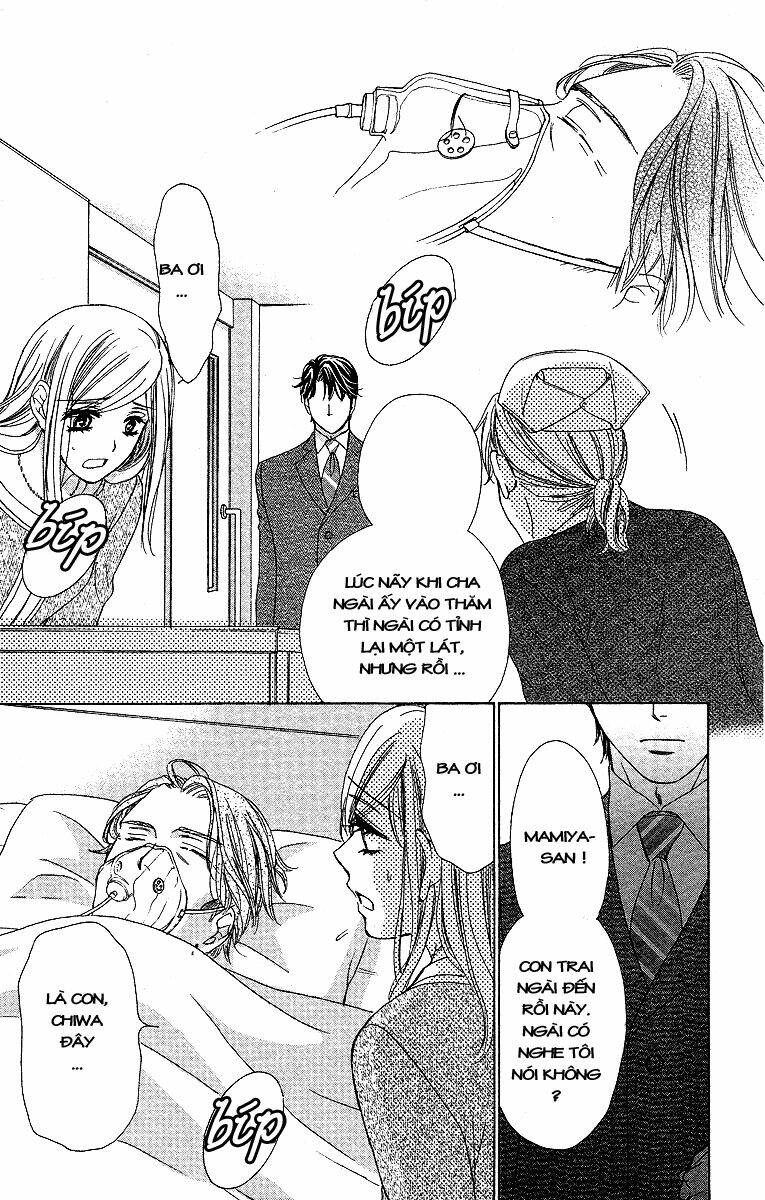 bíp
LÚC NÃY KHI CHA
NGÀI ẤY VÀO THĂM
THÌ NGÀI CÓ TỈNH
LẠI MỘT LÁT,
NHƯNG RỒI ...
BA ƠI
...
bíp
MAMIYA-
SAN !
CON TRAI
NGÀI ĐẾN
RỒI NÀY.
NGÀI CÓ
NGHE TÔI
NÓI KHÔNG
?
BA ƠI
...
LÀ CON,
CHIWA
ĐÂY
...
bíp